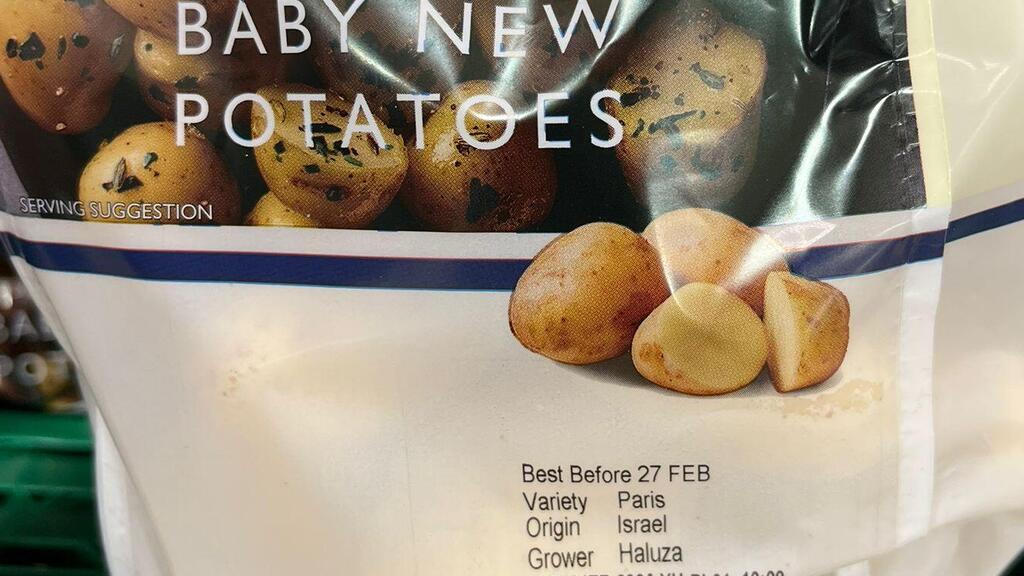 BABY NEW
POTATOES
SERVING SUGGESTION
Best Before 27 FEB
Variety Paris
Origin Israel
Grower Haluza